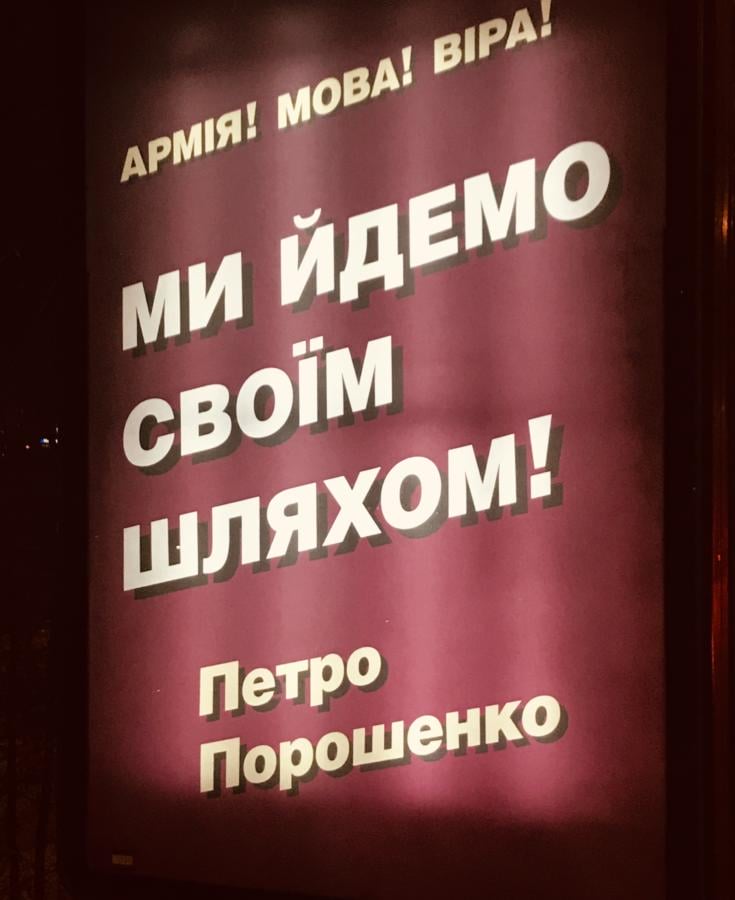 АРМІЯ! МОВА! ВІРА!
МИ ЙДЕМО
СВОЇМ
ШЛЯХОМ!
Петро
Порошенко